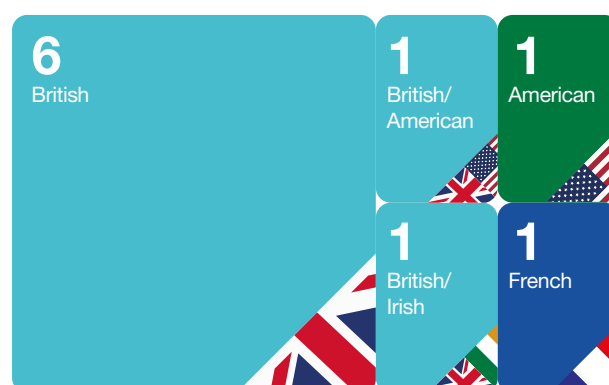 6
British
1
British/
American
1
American
1
British/
Irish
1
French